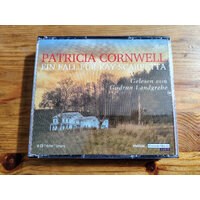 PATRICIA CORNWELL
EIN FALL FÜR KAY SCARPETTA
Gelesen von
Gudrun Landgrebe